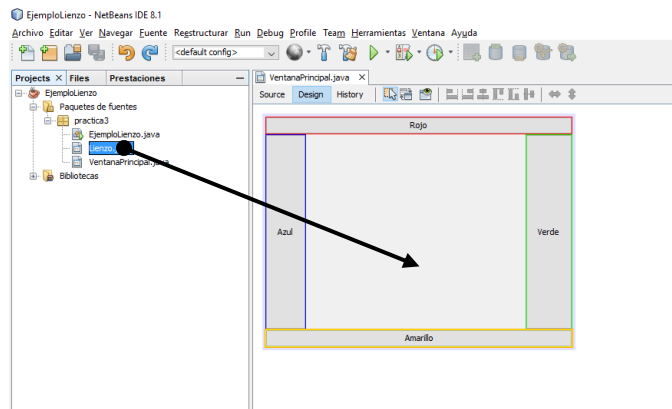 EjemploLienzo - NetBeans IDE 8.1
Archivo Editar Ver Navegar Fuente Reestructurar Run Debug Profile Team Herramientas Ventana Ayuda
<default config>
Projects × Files Prestaciones
VentanaPrincipal.java ×
Source Design History
EjemploLienzo
Paquetes de fuentes
practica3
EjemploLienzo.java
Lienzo
VentanaPrincipal.java
Bibliotecas
Rojo
Azul
Verde
Amarillo